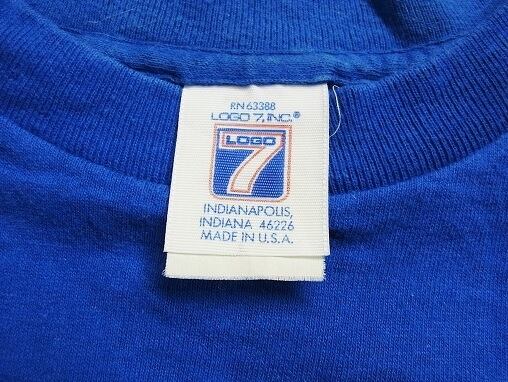 RN 63388
LOGO 7, INC.®
LOGO
7
INDIANAPOLIS,
INDIANA 46226
MADE IN U.S.A.